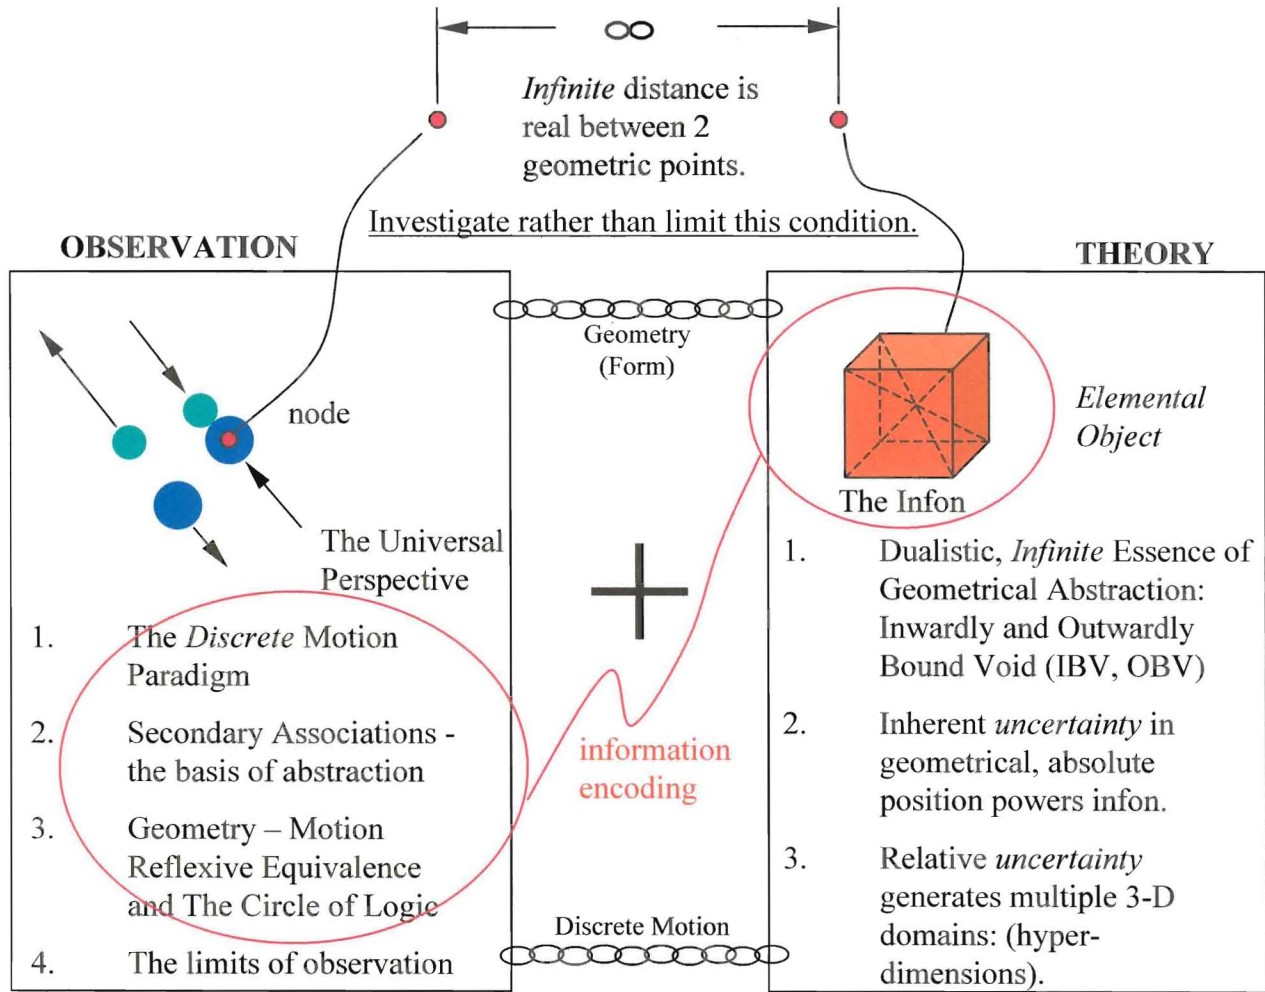 ∞
Infinite distance is
real between 2
geometric points.
Investigate rather than limit this condition.
OBSERVATION
node
The Universal
Perspective
1. The Discrete Motion
Paradigm
2. Secondary Associations -
the basis of abstraction
3. Geometry – Motion
Reflexive Equivalence
and The Circle of Logic
4. The limits of observation
Geometry
(Form)
+
information
encoding
Discrete Motion
THEORY
Elemental
Object
The Infon
1. Dualistic, Infinite Essence of
Geometrical Abstraction:
Inwardly and Outwardly
Bound Void (IBV, OBV)
2. Inherent uncertainty in
geometrical, absolute
position powers infon.
3. Relative uncertainty
generates multiple 3-D
domains: (hyper-
dimensions).